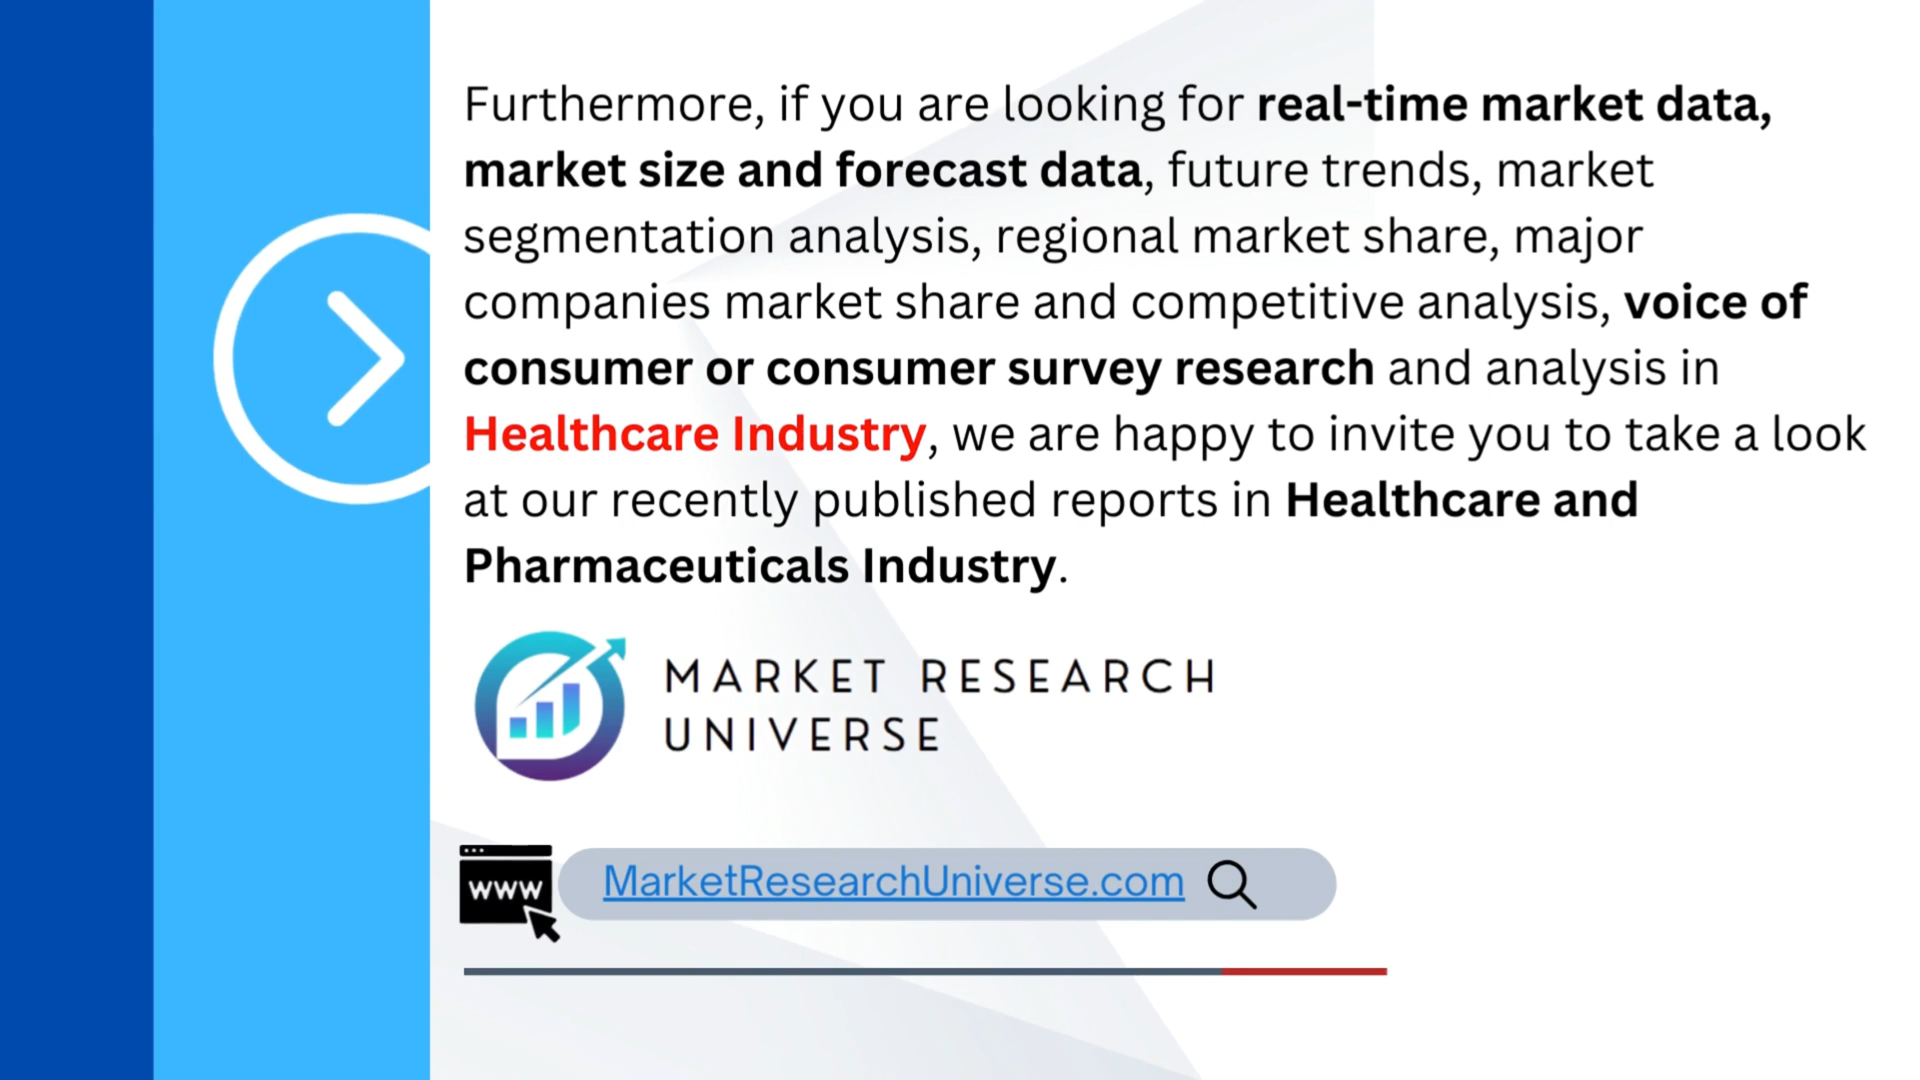 Furthermore, if you are looking for real-time market data,
market size and forecast data, future trends, market
segmentation analysis, regional market share, major
companies market share and competitive analysis, voice of
consumer or consumer survey research and analysis in
Healthcare Industry, we are happy to invite you to take a look
at our recently published reports in Healthcare and
Pharmaceuticals Industry.
MARKET RESEARCH
UNIVERSE
WWW
MarketResearchUniverse.com